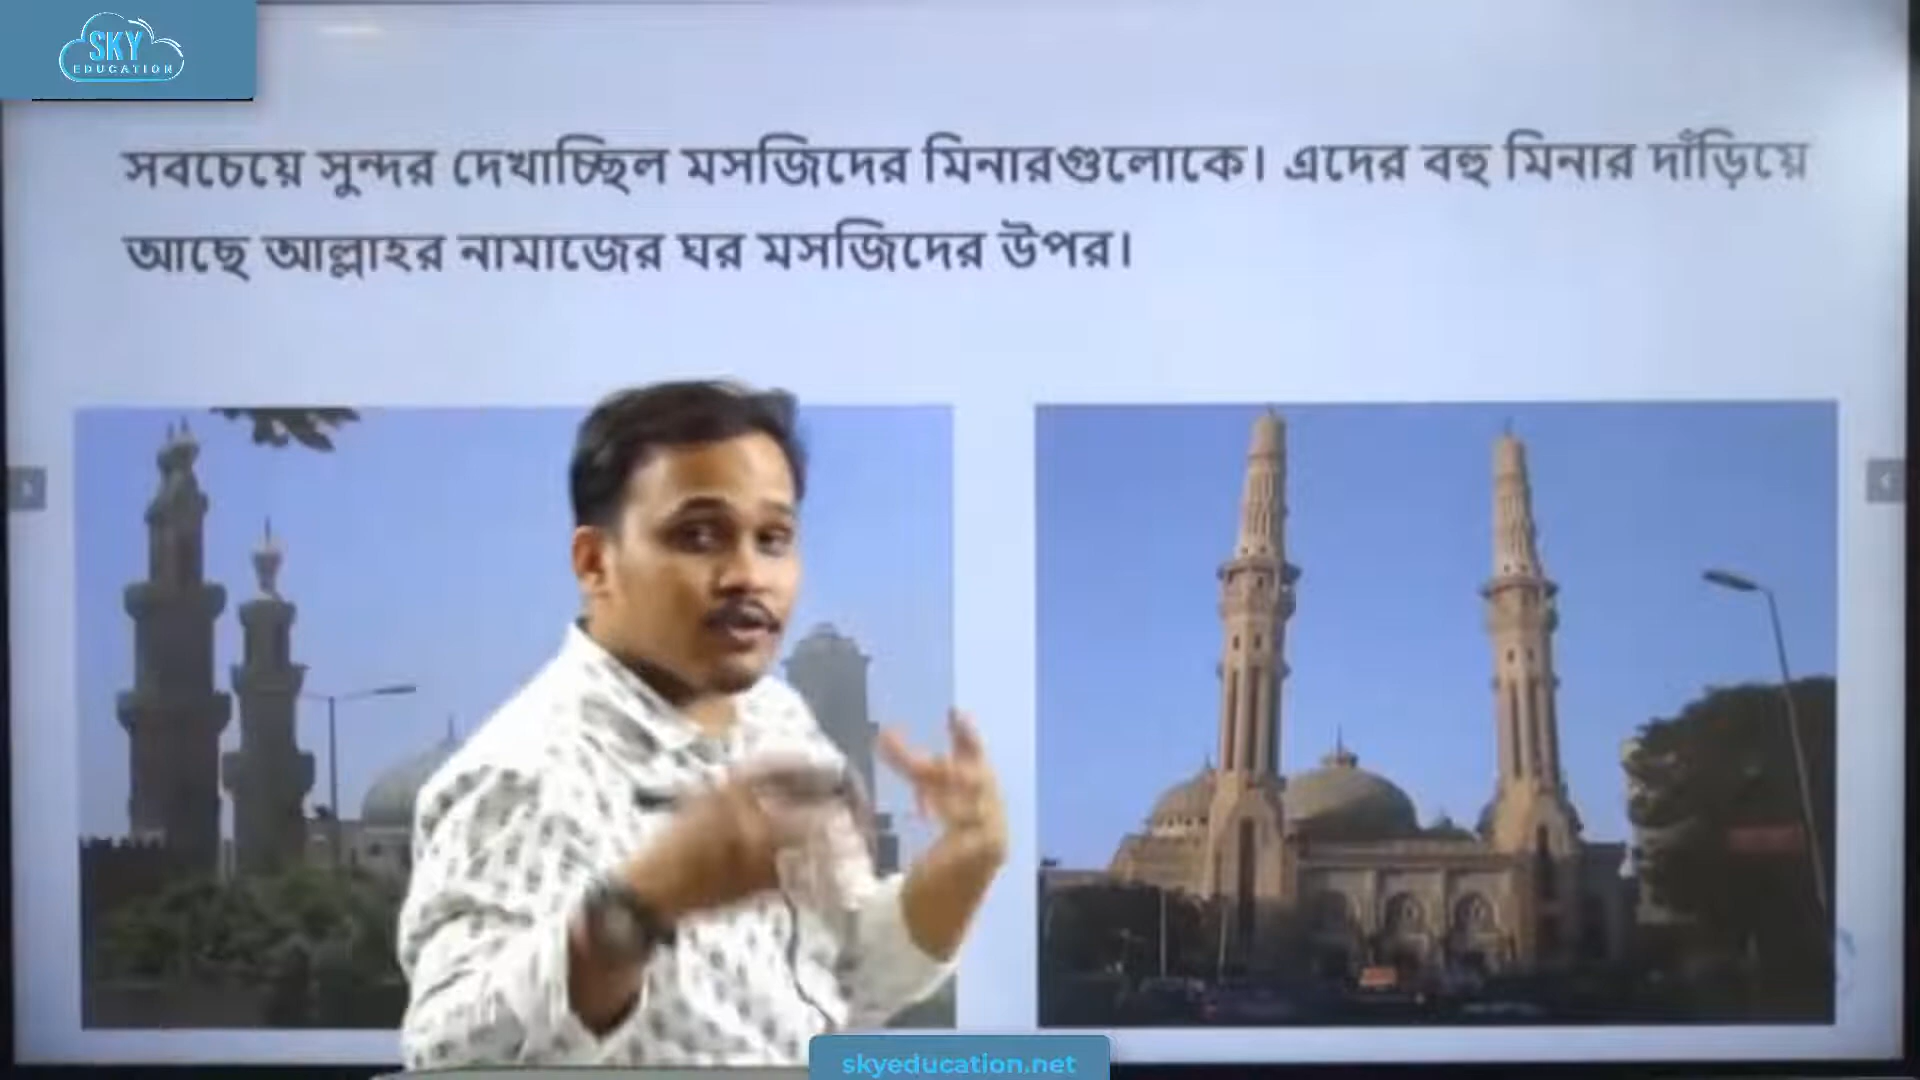 SKY
EDUCATION
সবচেয়ে সুন্দর দেখাচ্ছিল মসজিদের মিনারগুলোকে। এদের বহু মিনার দাঁড়িয়ে
আছে আল্লাহর নামাজের ঘর মসজিদের উপর।
skyeducation.net